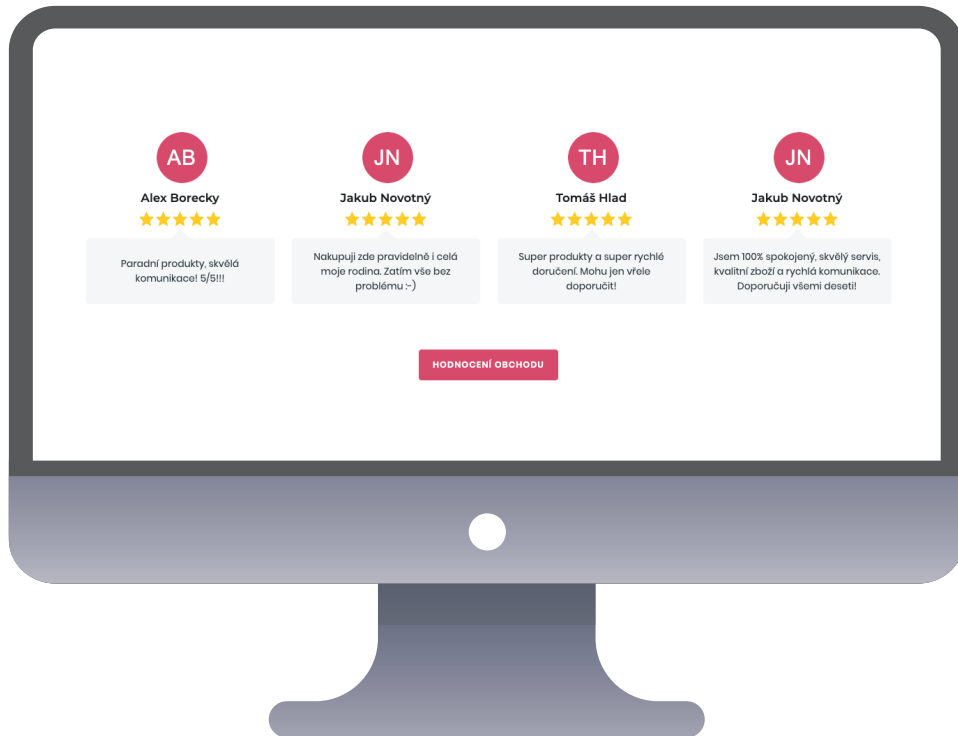 AB
Alex Borecky
Paradní produkty, skvělá
komunikace! 5/5!!!
JN
Jakub Novotný
Nakupuji zde pravidelně i celá
moje rodina. Zatím vše bez
problému :-)
TH
Tomáš Hlad
Super produkty a super rychlé
doručení. Mohu jen vřele
doporučit!
JN
Jakub Novotný
Jsem 100% spokojený, skvělý servis,
kvalitní zboží a rychlá komunikace.
Doporučuji všemi deseti!
HODNOCENÍ OBCHODU